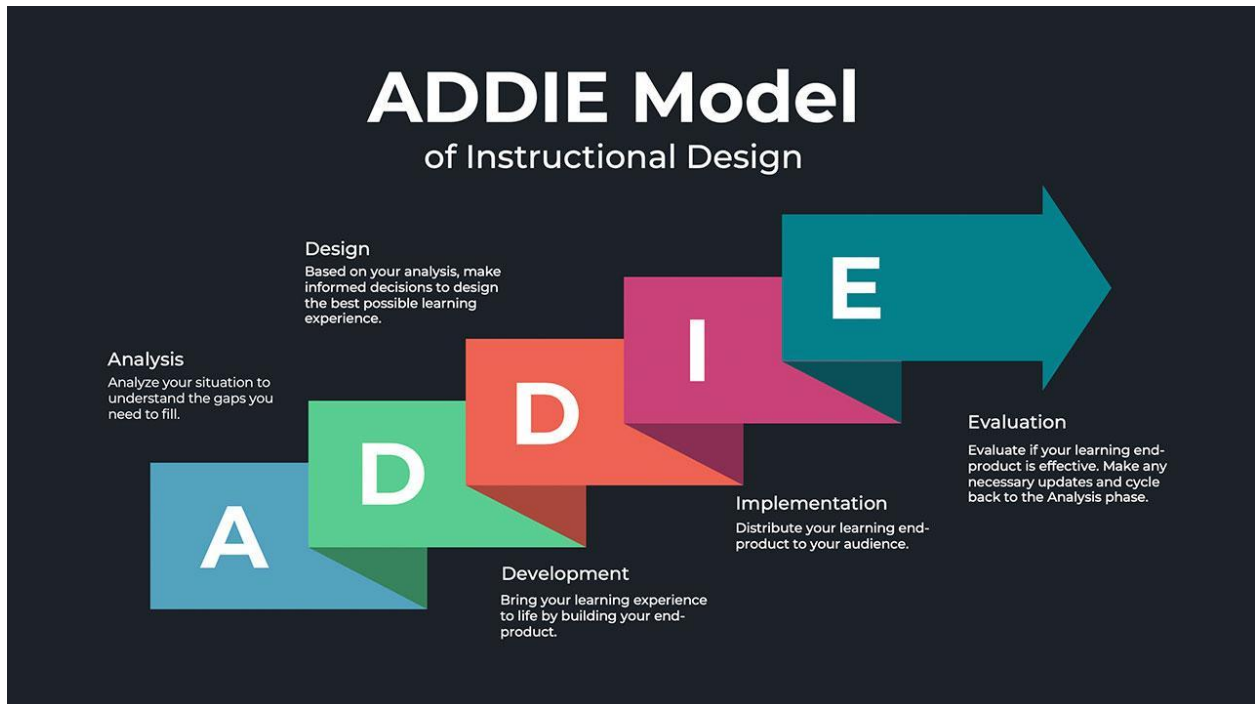 ADDIE Model
of Instructional Design
Analysis
Analyze your situation to
understand the gaps you
need to fill.
Design
Based on your analysis, make
informed decisions to design
the best possible learning
experience.
A
D
D
I
E
Development
Bring your learning experience
to life by building your end-
product.
Implementation
Distribute your learning end-
product to your audience.
Evaluation
Evaluate if your learning end-
product is effective. Make any
necessary updates and cycle
back to the Analysis phase.